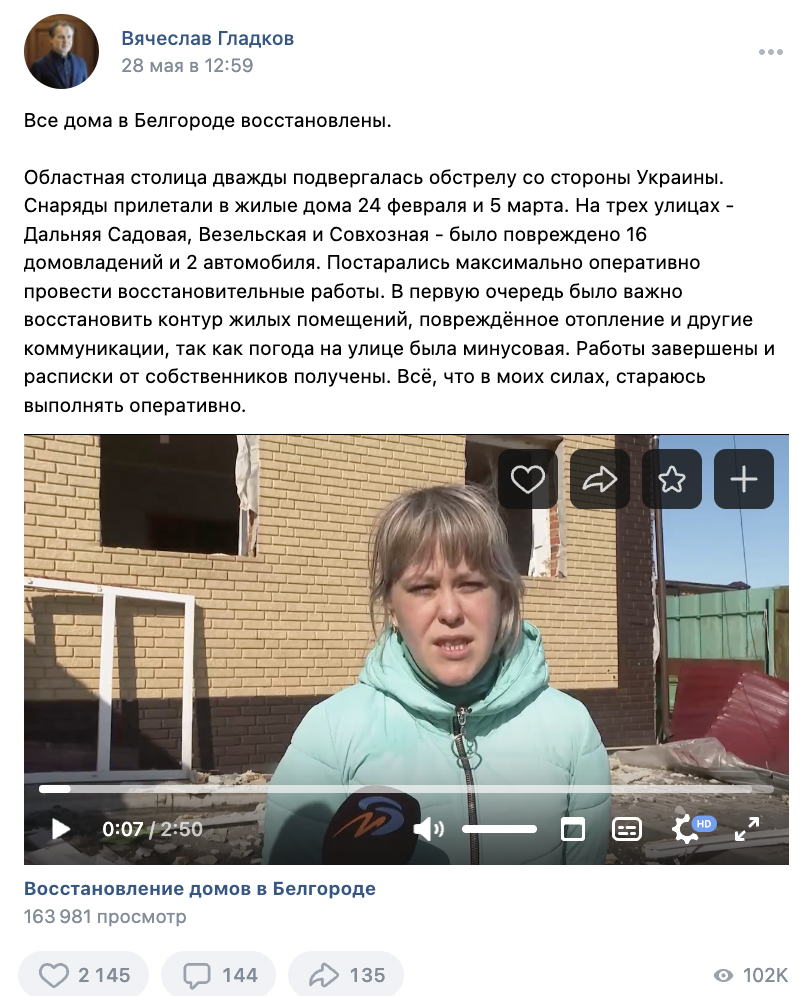 Вячеслав Гладков
28 мая в 12:59
Все дома в Белгороде восстановлены.
Областная столица дважды подвергалась обстрелу со стороны Украины.
Снаряды прилетали в жилые дома 24 февраля и 5 марта. На трех улицах -
Дальняя Садовая, Везельская и Совхозная - было повреждено 16
домовладений и 2 автомобиля. Постарались максимально оперативно
провести восстановительные работы. В первую очередь было важно
восстановить контур жилых помещений, повреждённое отопление и другие
коммуникации, так как погода на улице была минусовая. Работы завершены и
расписки от собственников получены. Всё, что в моих силах, стараюсь
выполнять оперативно.
0:07 / 2:50
HD
Восстановление домов в Белгороде
163 981 просмотр
2 145
144
135
102K